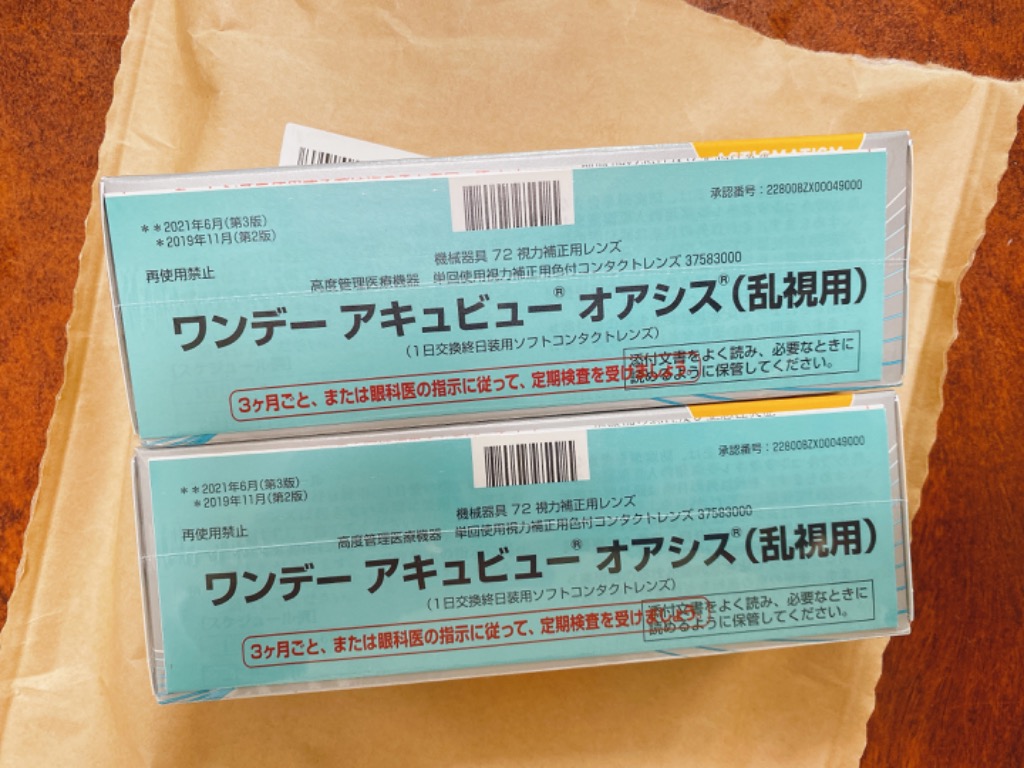 ASTIGMATISM
承認番号：22800BZX00049000
＊＊2021年6月(第3版)
＊2019年11月(第2版)
機械器具 72 視力補正用レンズ
再使用禁止
高度管理医療機器 単回使用視力補正用色付コンタクトレンズ 37583000
ワンデー アキュビュー® オアシス®(乱視用)
(1日交換終日装用ソフトコンタクトレンズ)
添付文書をよく読み、必要なときに
読めるように保管してください。
3ヶ月ごと、または眼科医の指示に従って、定期検査を受けましょう。
承認番号：22800BZX00049000
＊＊2021年6月(第3版)
＊2019年11月(第2版)
機械器具 72 視力補正用レンズ
再使用禁止
高度管理医療機器 単回使用視力補正用色付コンタクトレンズ 37583000
ワンデー アキュビュー® オアシス®(乱視用)
(1日交換終日装用ソフトコンタクトレンズ)
添付文書をよく読み、必要なときに
読めるように保管してください。
3ヶ月ごと、または眼科医の指示に従って、定期検査を受けましょう。